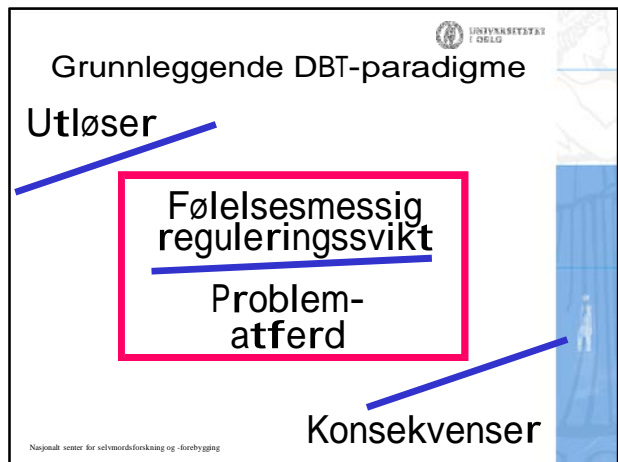 UNIVERSITETET
I OSLO
Grunnleggende DBT-paradigme
Utløser
Følelsesmessig
reguleringssvikt
Problem-
atferd
Konsekvenser
Nasjonalt senter for selvmordsforskning og -forebygging